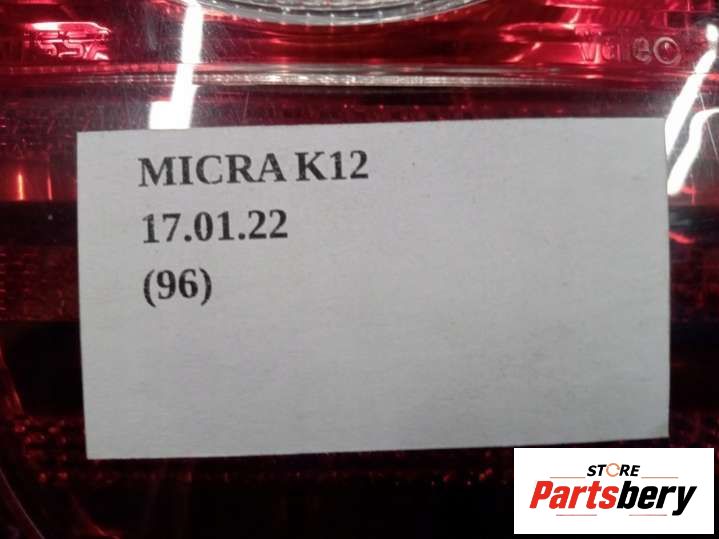 Valeo
MICRA K12
17.01.22
(96)
STORE
Partsbery